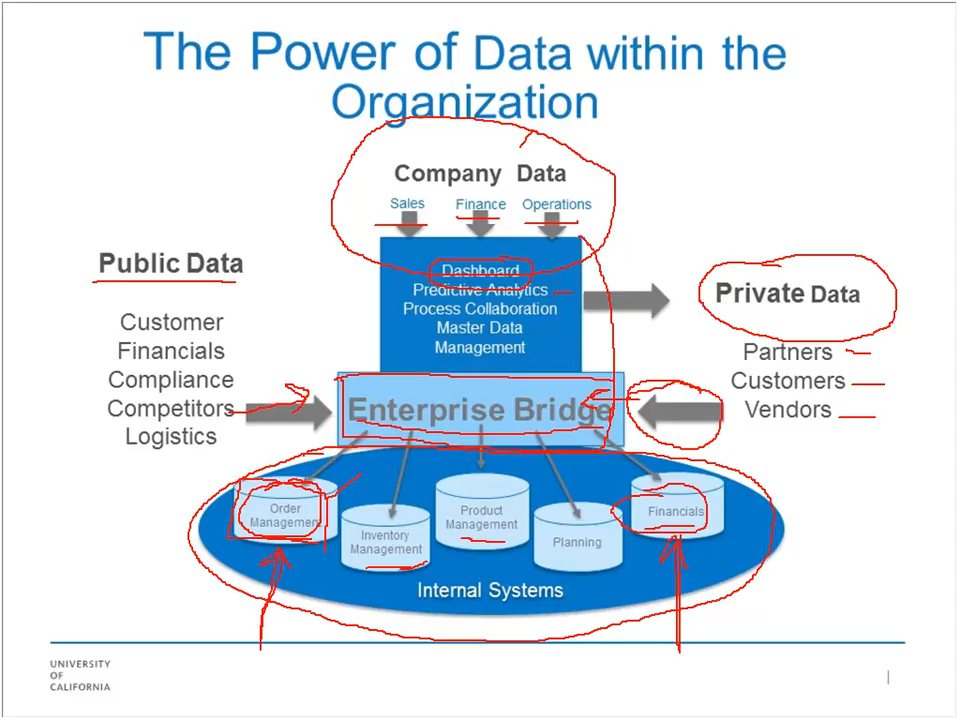 The Power of Data within the
Organization
Company Data
Sales Finance Operations
Public Data
Customer
Financials
Compliance
Competitors
Logistics
Dashboard
Predictive Analytics
Process Collaboration
Master Data
Management
Private Data
Partners
Customers
Vendors
Enterprise Bridge
Order
Management
Inventory
Management
Product
Management
Planning
Financials
Internal Systems
UNIVERSITY
OF
CALIFORNIA